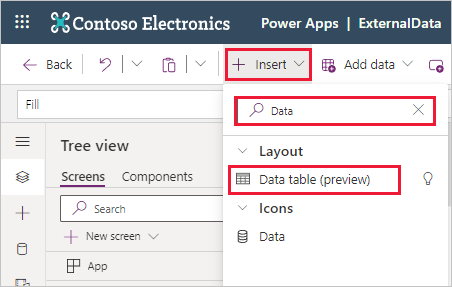 Contoso Electronics Power Apps | ExternalData
Back Insert Add data
Fill
Data
Tree view
Layout
Screens Components
Data table (preview)
Search
Icons
New screen
Data
App